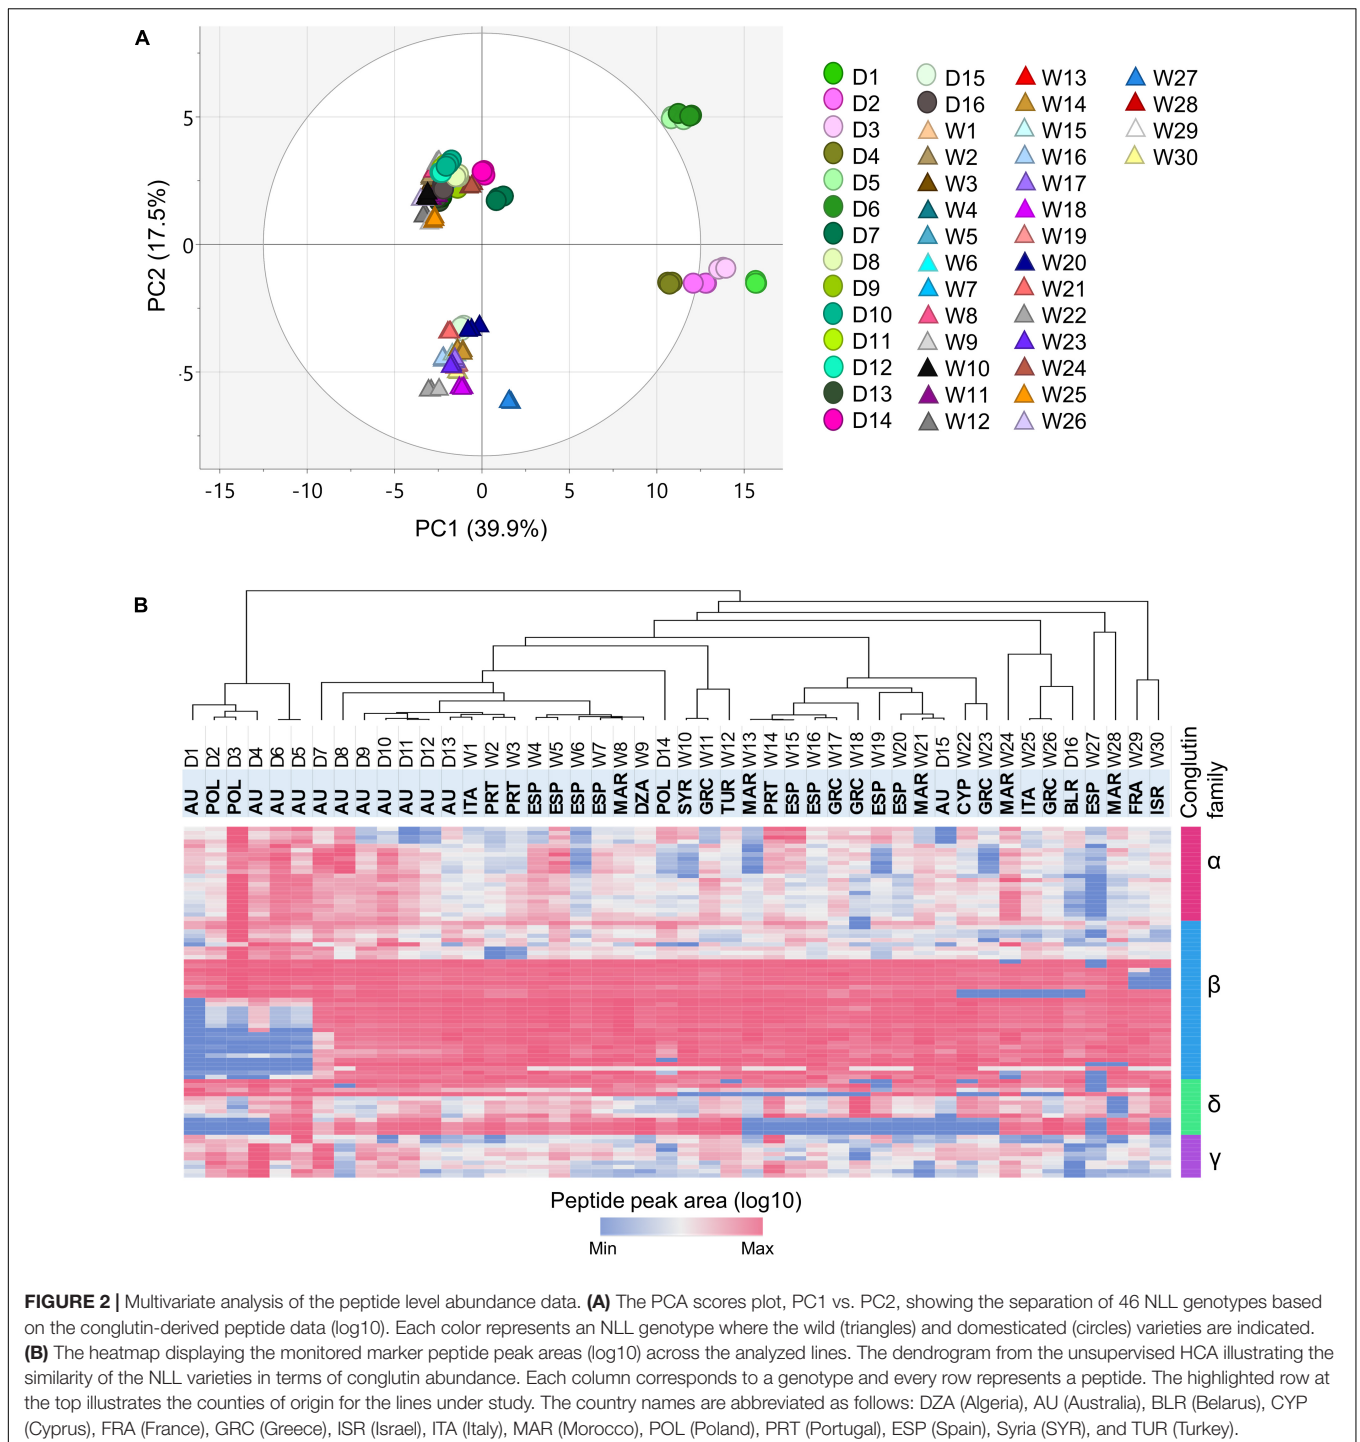 A
5
0
-5
PC2 (17.5%)
-15 -10 -5 0 5 10 15
PC1 (39.9%)
D1 D15 W13 W27
D2 D16 W14 W28
D3 W1 W15 W29
D4 W2 W16 W30
D5 W3 W17
D6 W4 W18
D7 W5 W19
D8 W6 W20
D9 W7 W21
D10 W8 W22
D11 W9 W23
D12 W10 W24
D13 W11 W25
D14 W12 W26
B
D1 D2 D3 D4 D6 D5 D7 D8 D9 D10 D11 D12 D13 W1 W2 W3 W4 W5 W6 W7 W8 W9 D14 W10 W11 W12 W13 W14 W15 W16 W17 W18 W19 W20 W21 D15 W22 W23 W24 W25 W26 D16 W27 W28 W29 W30
AU POL POL AU AU AU AU AU AU AU AU AU AU ITA PRT PRT ESP ESP ESP ESP MAR DZA POL SYR GRC TUR MAR PRT ESP ESP GRC GRC ESP ESP MAR AU CYP GRC MAR ITA GRC BLR ESP MAR FRA ISR
Conglutin
family
α
β
δ
γ
Peptide peak area (log10)
Min Max
FIGURE 2 | Multivariate analysis of the peptide level abundance data. (A) The PCA scores plot, PC1 vs. PC2, showing the separation of 46 NLL genotypes based
on the conglutin-derived peptide data (log10). Each color represents an NLL genotype where the wild (triangles) and domesticated (circles) varieties are indicated.
(B) The heatmap displaying the monitored marker peptide peak areas (log10) across the analyzed lines. The dendrogram from the unsupervised HCA illustrating the
similarity of the NLL varieties in terms of conglutin abundance. Each column corresponds to a genotype and every row represents a peptide. The highlighted row at
the top illustrates the counties of origin for the lines under study. The country names are abbreviated as follows: DZA (Algeria), AU (Australia), BLR (Belarus), CYP
(Cyprus), FRA (France), GRC (Greece), ISR (Israel), ITA (Italy), MAR (Morocco), POL (Poland), PRT (Portugal), ESP (Spain), Syria (SYR), and TUR (Turkey).